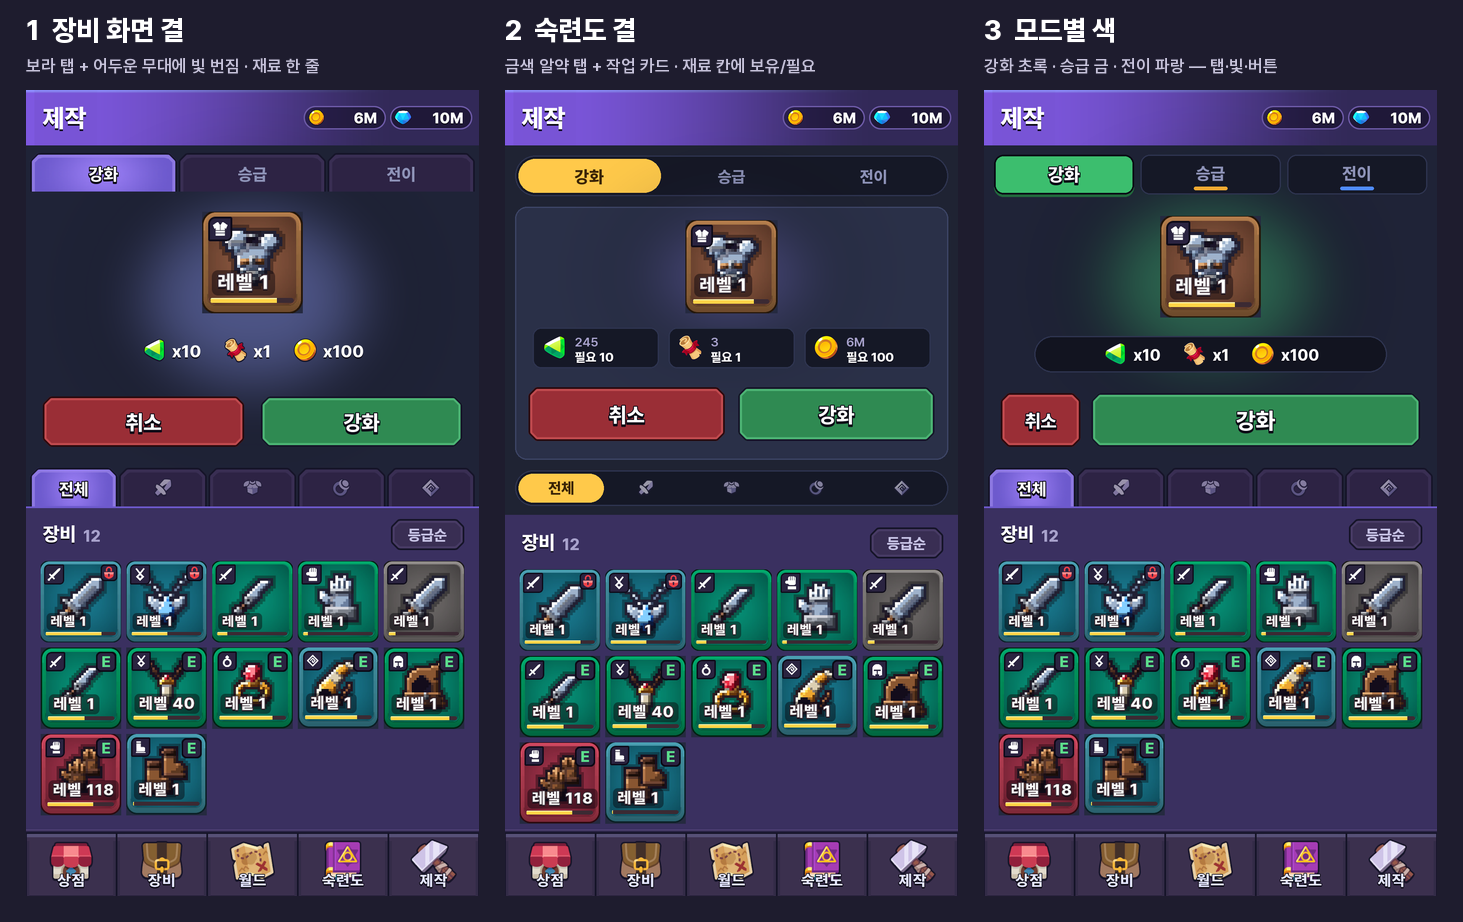 1 장비 화면 결
보라 탭 + 어두운 무대에 빛 번짐 · 재료 한 줄
제작
6M
10M
강화
승급
전이
레벨 1
x10
x1
x100
취소
강화
전체
장비 12
등급순
레벨 1
레벨 1
레벨 1
레벨 1
레벨 1
E
레벨 1
E
레벨 40
E
레벨 1
E
레벨 1
E
레벨 1
E
레벨 118
E
레벨 1
상점
장비
월드
숙련도
제작
2 숙련도 결
금색 알약 탭 + 작업 카드 · 재료 칸에 보유/필요
제작
6M
10M
강화
승급
전이
레벨 1
245
필요 10
3
필요 1
6M
필요 100
취소
강화
전체
장비 12
등급순
레벨 1
레벨 1
레벨 1
레벨 1
레벨 1
E
레벨 1
E
레벨 40
E
레벨 1
E
레벨 1
E
레벨 1
E
레벨 118
E
레벨 1
상점
장비
월드
숙련도
제작
3 모드별 색
강화 초록 · 승급 금 · 전이 파랑 — 탭·빛·버튼
제작
6M
10M
강화
승급
전이
레벨 1
x10
x1
x100
취소
강화
전체
장비 12
등급순
레벨 1
레벨 1
레벨 1
레벨 1
레벨 1
E
레벨 1
E
레벨 40
E
레벨 1
E
레벨 1
E
레벨 1
E
레벨 118
E
레벨 1
상점
장비
월드
숙련도
제작